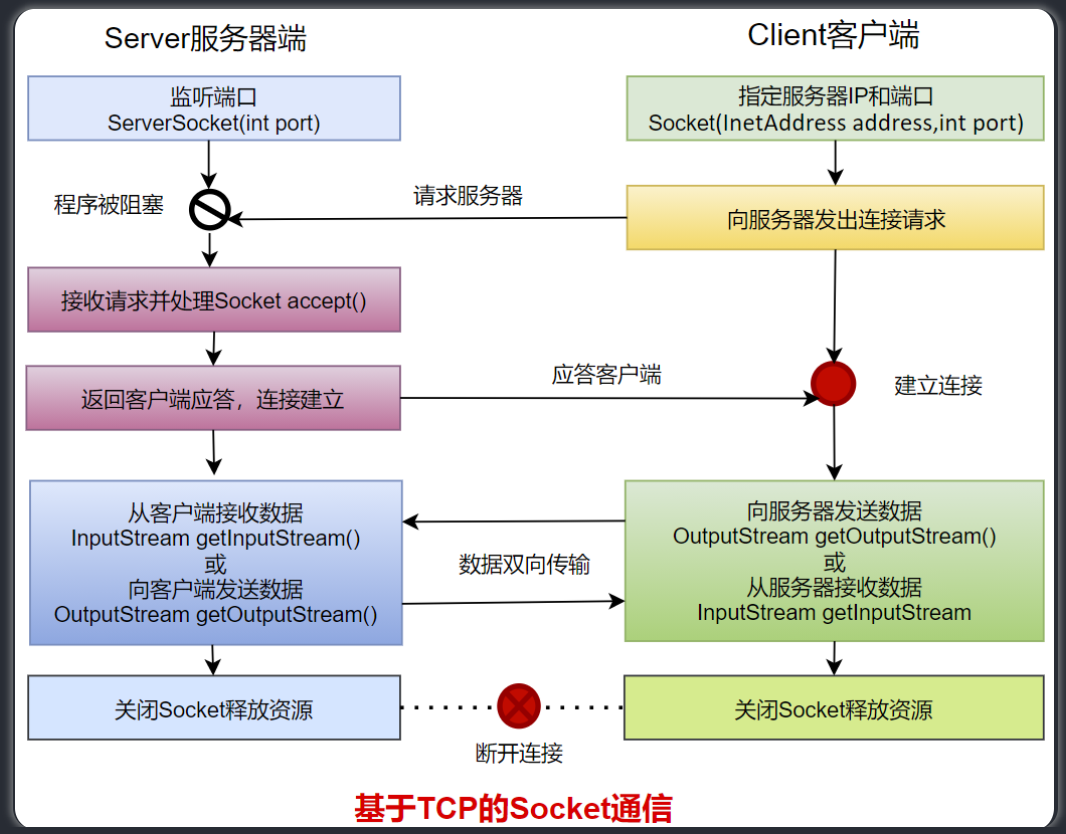 Server服务器端
Client客户端
监听端口
ServerSocket(int port)
指定服务器IP和端口
Socket(InetAddress address,int port)
程序被阻塞
请求服务器
向服务器发出连接请求
接收请求并处理Socket accept()
返回客户端应答，连接建立
应答客户端
建立连接
从客户端接收数据
InputStream getInputStream()
或
向客户端发送数据
OutputStream getOutputStream()
数据双向传输
向服务器发送数据
OutputStream getOutputStream()
或
从服务器接收数据
InputStream getInputStream
关闭Socket释放资源
断开连接
关闭Socket释放资源
基于TCP的Socket通信